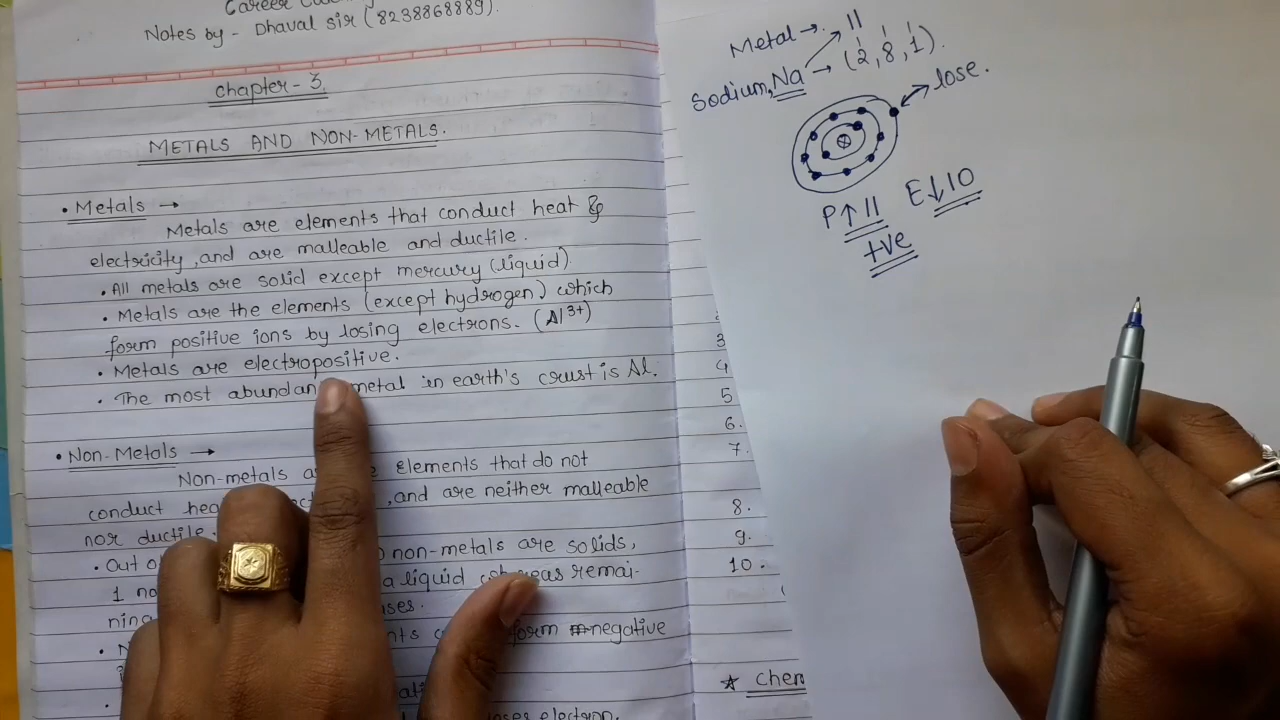 Career
Notes by - Dhaval sir (8238868889).
Chapter - 3.
METALS AND NON-METALS.
• Metals →
Metals are elements that conduct heat &
electricity, and are malleable and ductile.
• All metals are solid except mercury (liquid)
• Metals are the elements (except hydrogen) which
form positive ions by losing electrons. (Al3+)
• Metals are electropositive.
• The most abundan metal in earth's crust is Al.
• Non-Metals →
Non-metals elements that do not
conduct , and are neither malleable
nor ductile.
• Out non-metals are solids,
1 a liquid whereas remai-
form negative
electron.
3
4
5
6.
7.
8.
9.
10.
★ Chem
Metal → 11
Sodium, Na → (2, 8, 1).
lose.
P↑11 E↓10
+ve